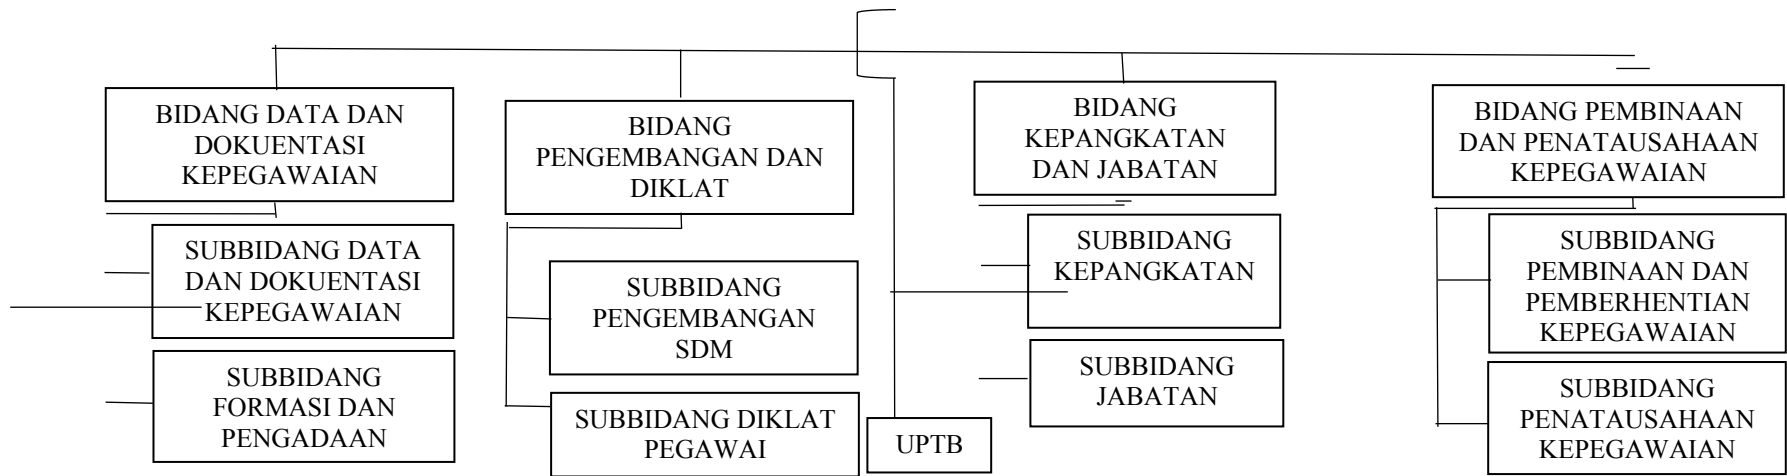 BIDANG DATA DAN
DOKUENTASI
KEPEGAWAIAN
SUBBIDANG DATA
DAN DOKUENTASI
KEPEGAWAIAN
SUBBIDANG
FORMASI DAN
PENGADAAN
BIDANG
PENGEMBANGAN DAN
DIKLAT
SUBBIDANG
PENGEMBANGAN
SDM
SUBBIDANG DIKLAT
PEGAWAI
UPTB
BIDANG
KEPANGKATAN
DAN JABATAN
SUBBIDANG
KEPANGKATAN
SUBBIDANG
JABATAN
BIDANG PEMBINAAN
DAN PENATAUSAHAAN
KEPEGAWAIAN
SUBBIDANG
PEMBINAAN DAN
PEMBERHENTIAN
KEPEGAWAIAN
SUBBIDANG
PENATAUSAHAAN
KEPEGAWAIAN